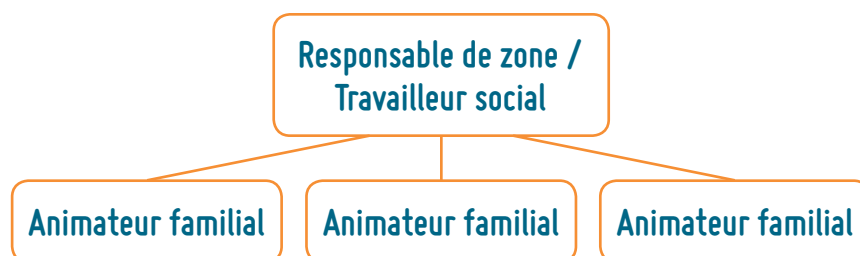 Responsable de zone /
Travailleur social
Animateur familial
Animateur familial
Animateur familial